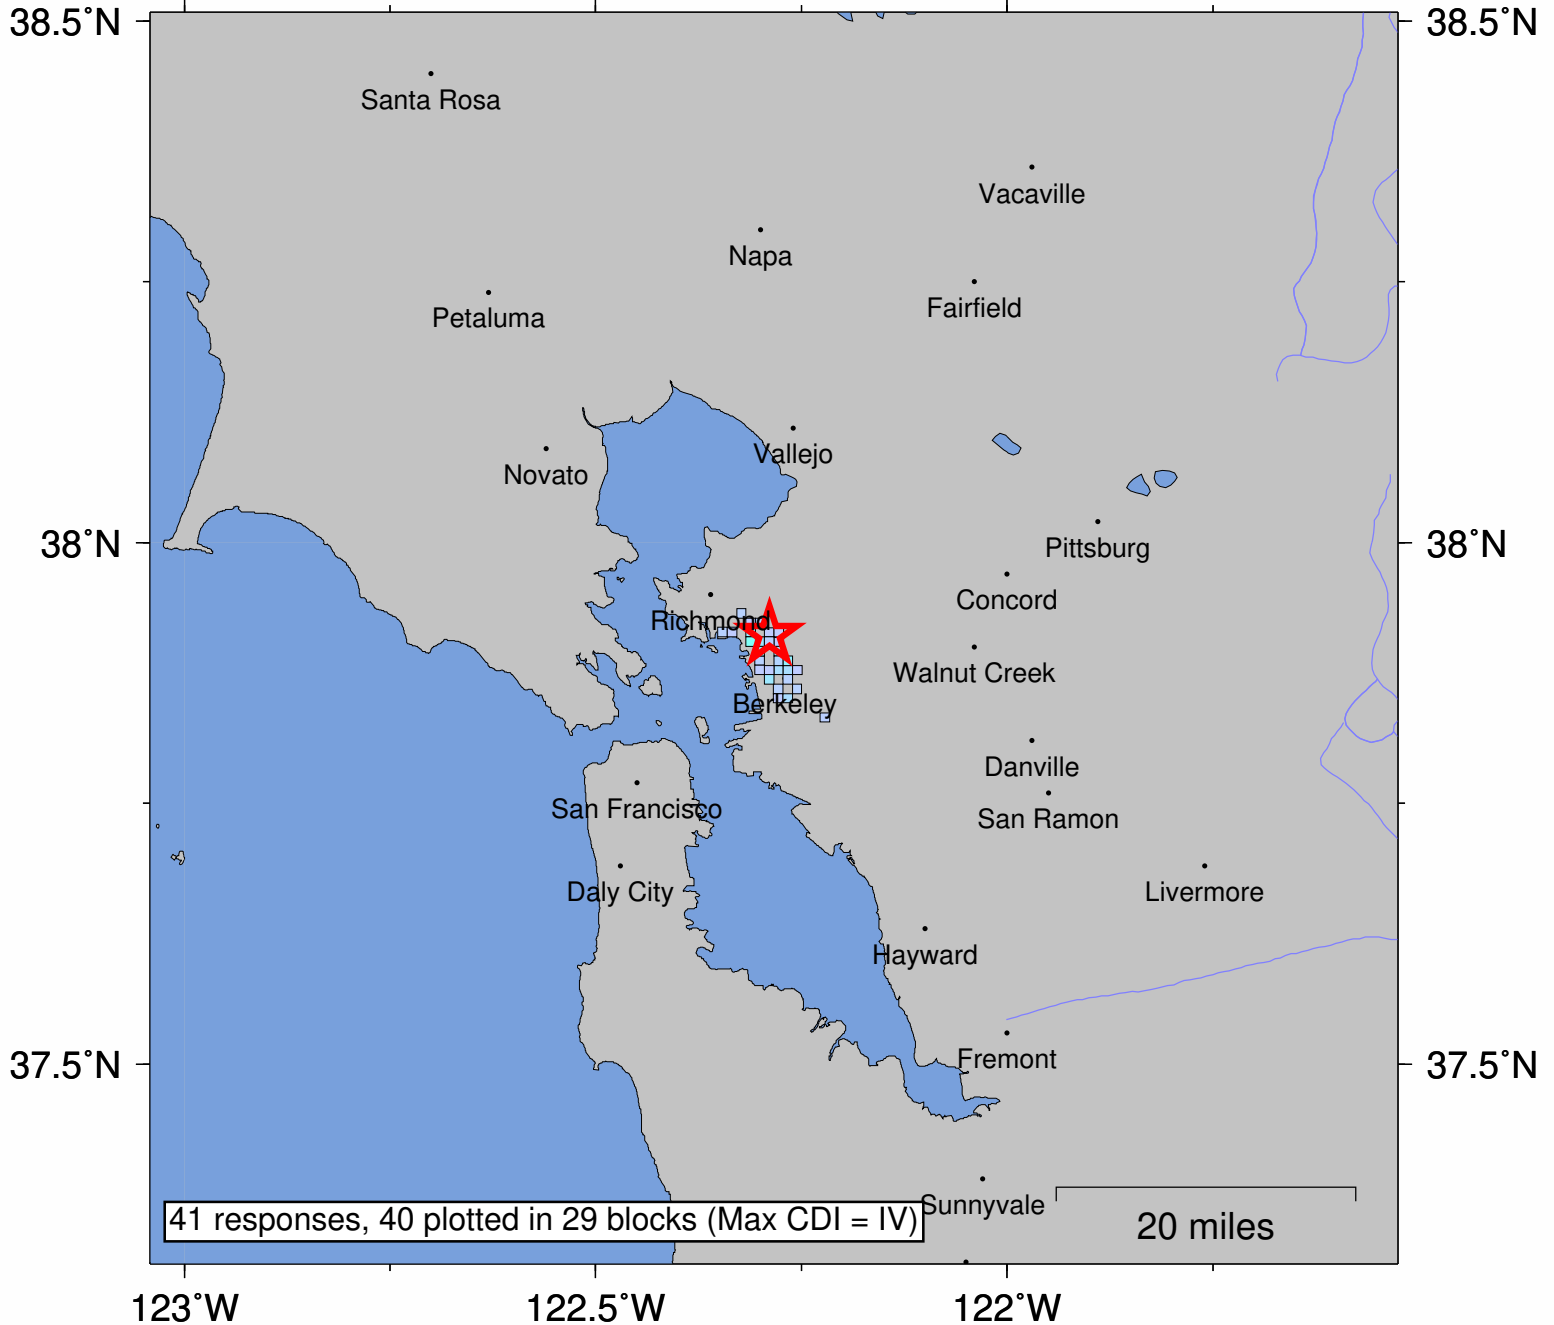 38.5°N
38.5°N
Santa Rosa
Vacaville
Napa
Fairfield
Petaluma
Vallejo
Novato
38°N
38°N
Pittsburg
Concord
Richmond
Walnut Creek
Berkeley
Danville
San Francisco
San Ramon
Daly City
Livermore
Hayward
Fremont
37.5°N
37.5°N
Sunnyvale
41 responses, 40 plotted in 29 blocks (Max CDI = IV)
20 miles
123°W
122.5°W
122°W